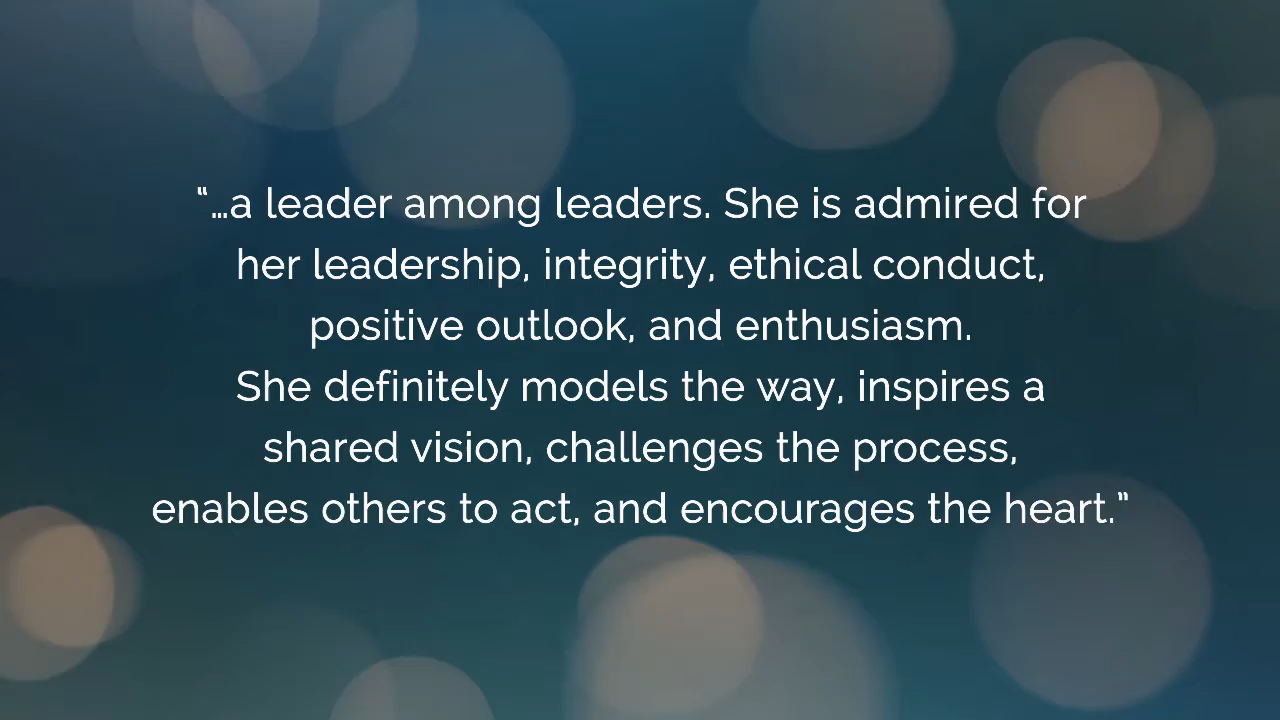 “…a leader among leaders. She is admired for
her leadership, integrity, ethical conduct,
positive outlook, and enthusiasm.
She definitely models the way, inspires a
shared vision, challenges the process,
enables others to act, and encourages the heart.”